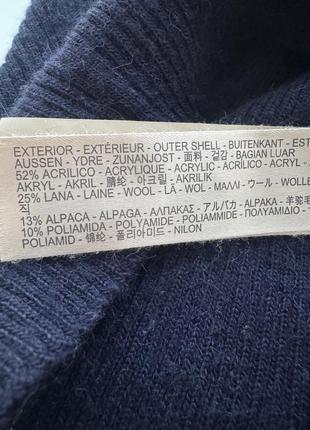 EXTERIOR - EXTÉRIEUR - OUTER SHELL - BUITENKANT - EST
AUSSEN - YDRE - ZUNANJOST - 面料 - 겉감 - BAGIAN LUAR
52% ACRILICO - ACRYLIQUE - ACRYLIC - ACRILICO - ACRYL -
AKRYL - AKRIL - 腈纶 - 아크릴 - AKRILIK
25% LANA - LAINE - WOOL - LÃ - WOL - ΜΑΛΛΙ - ウール - WOLLE
직
13% ALPACA - ALPAGA - ΑΛΠΑΚΑΣ - アルパカ - ALPAKA - 羊驼毛
10% POLIAMIDA - POLYAMIDE - POLIAMMIDE - ΠΟΛΥΑΜΙΔΙΟ -
POLIAMID - 锦纶 - 폴리아미드 - NILON